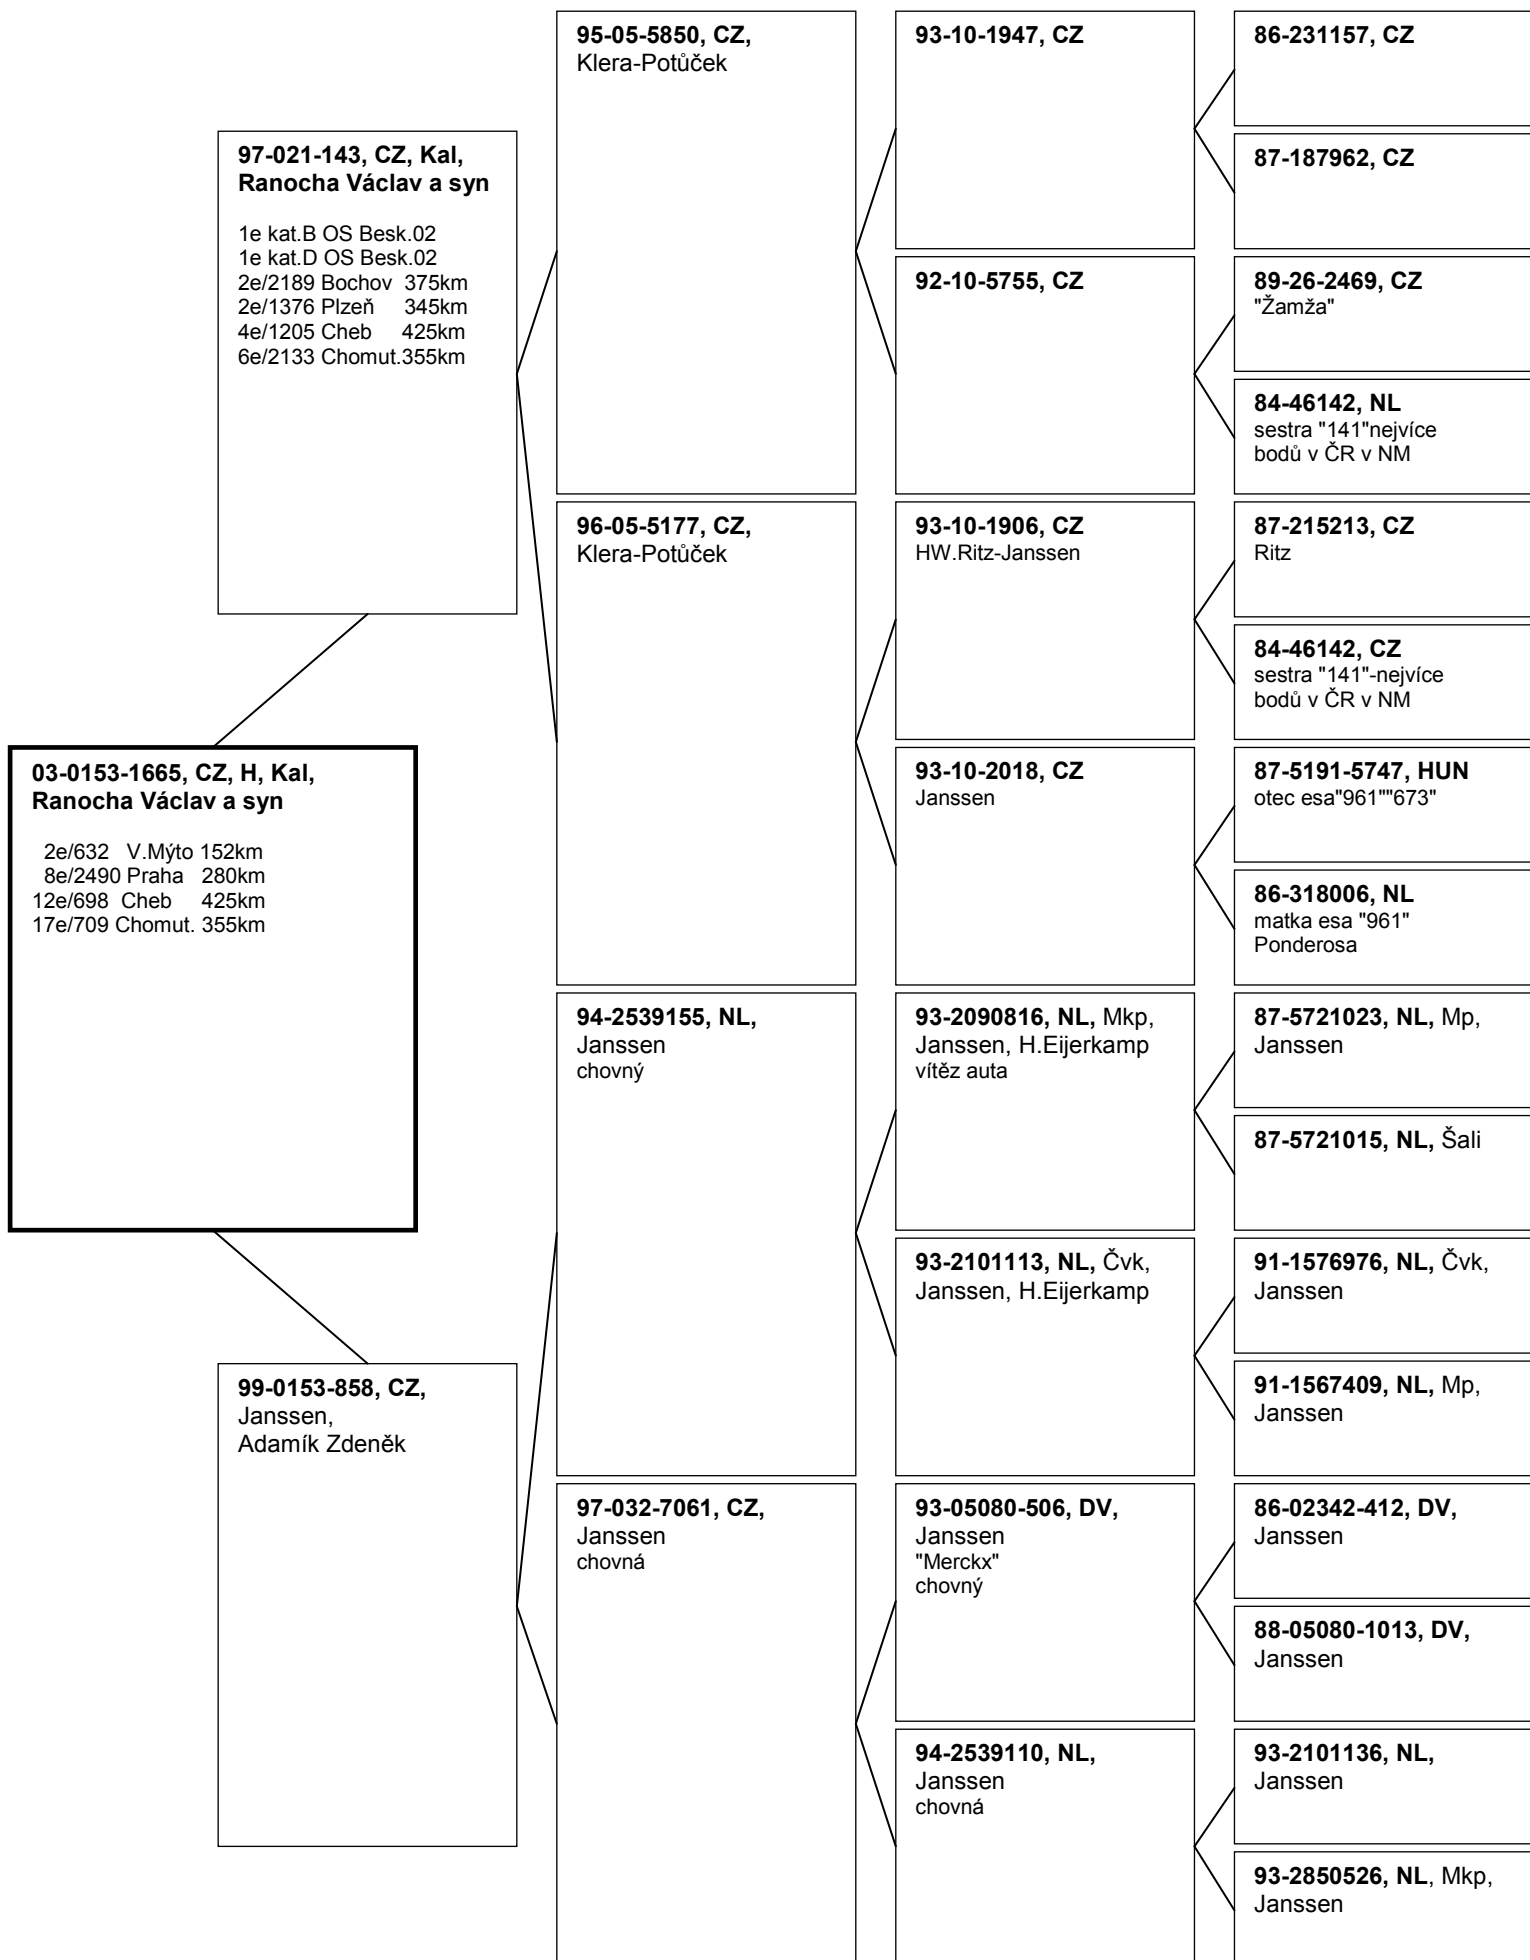 03-0153-1665, CZ, H, Kal,
Ranocha Václav a syn
2e/632 V.Mýto 152km
8e/2490 Praha 280km
12e/698 Cheb 425km
17e/709 Chomut. 355km
97-021-143, CZ, Kal,
Ranocha Václav a syn
1e kat.B OS Besk.02
1e kat.D OS Besk.02
2e/2189 Bochov 375km
2e/1376 Plzeň 345km
4e/1205 Cheb 425km
6e/2133 Chomut.355km
99-0153-858, CZ,
Janssen,
Adamík Zdeněk
95-05-5850, CZ,
Klera-Potůček
96-05-5177, CZ,
Klera-Potůček
94-2539155, NL,
Janssen
chovný
97-032-7061, CZ,
Janssen
chovná
93-10-1947, CZ
92-10-5755, CZ
93-10-1906, CZ
HW.Ritz-Janssen
93-10-2018, CZ
Janssen
93-2090816, NL, Mkp,
Janssen, H.Eijerkamp
vítěz auta
93-2101113, NL, Čvk,
Janssen, H.Eijerkamp
93-05080-506, DV,
Janssen
"Merckx"
chovný
94-2539110, NL,
Janssen
chovná
86-231157, CZ
87-187962, CZ
89-26-2469, CZ
"Žamža"
84-46142, NL
sestra "141"nejvíce
bodů v ČR v NM
87-215213, CZ
Ritz
84-46142, CZ
sestra "141"-nejvíce
bodů v ČR v NM
87-5191-5747, HUN
otec esa"961""673"
86-318006, NL
matka esa "961"
Ponderosa
87-5721023, NL, Mp,
Janssen
87-5721015, NL, Šali
91-1576976, NL, Čvk,
Janssen
91-1567409, NL, Mp,
Janssen
86-02342-412, DV,
Janssen
88-05080-1013, DV,
Janssen
93-2101136, NL,
Janssen
93-2850526, NL, Mkp,
Janssen